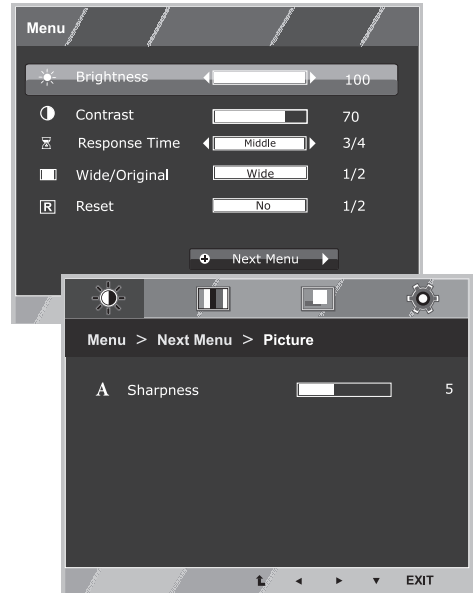 Menu
Brightness 100
Contrast 70
Response Time Middle 3/4
Wide/Original Wide 1/2
R Reset No 1/2
Next Menu
Menu > Next Menu > Picture
A Sharpness 5
EXIT